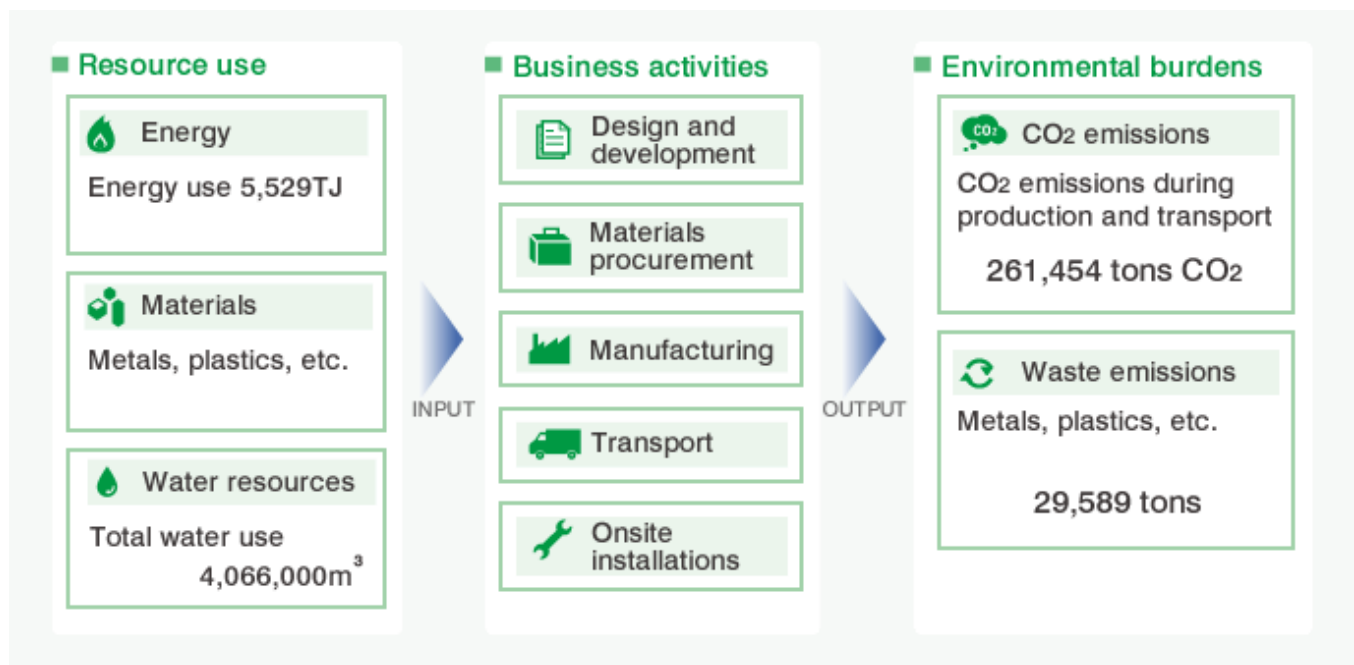 Resource use
Energy
Energy use 5,529TJ
Materials
Metals, plastics, etc.
Water resources
Total water use
4,066,000m³
INPUT
Business activities
Design and
development
Materials
procurement
Manufacturing
Transport
Onsite
installations
OUTPUT
Environmental burdens
CO2
CO2 emissions
CO2 emissions during
production and transport
261,454 tons CO2
Waste emissions
Metals, plastics, etc.
29,589 tons